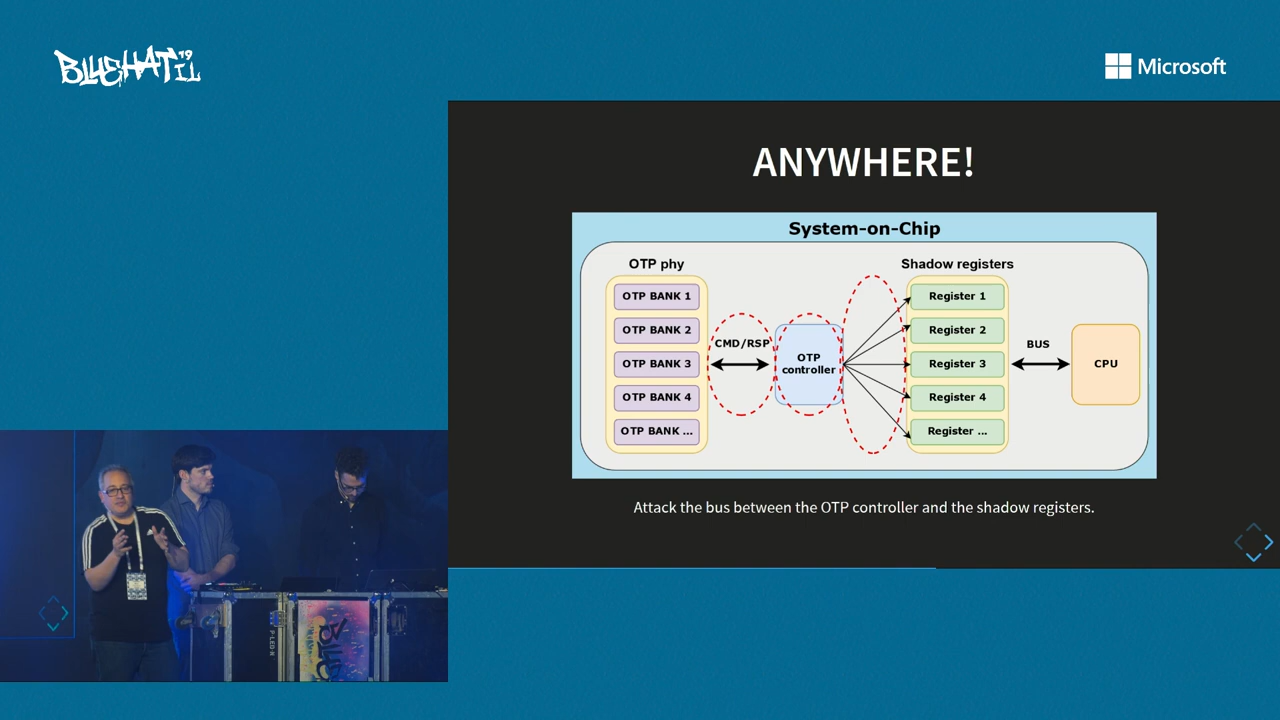 BLUEHAT IL 19
Microsoft
ANYWHERE!
System-on-Chip
OTP phy
Shadow registers
OTP BANK 1
OTP BANK 2
OTP BANK 3
OTP BANK 4
OTP BANK ...
CMD/RSP
OTP
controller
Register 1
Register 2
Register 3
Register 4
Register ...
BUS
CPU
Attack the bus between the OTP controller and the shadow registers.
P-LED-H